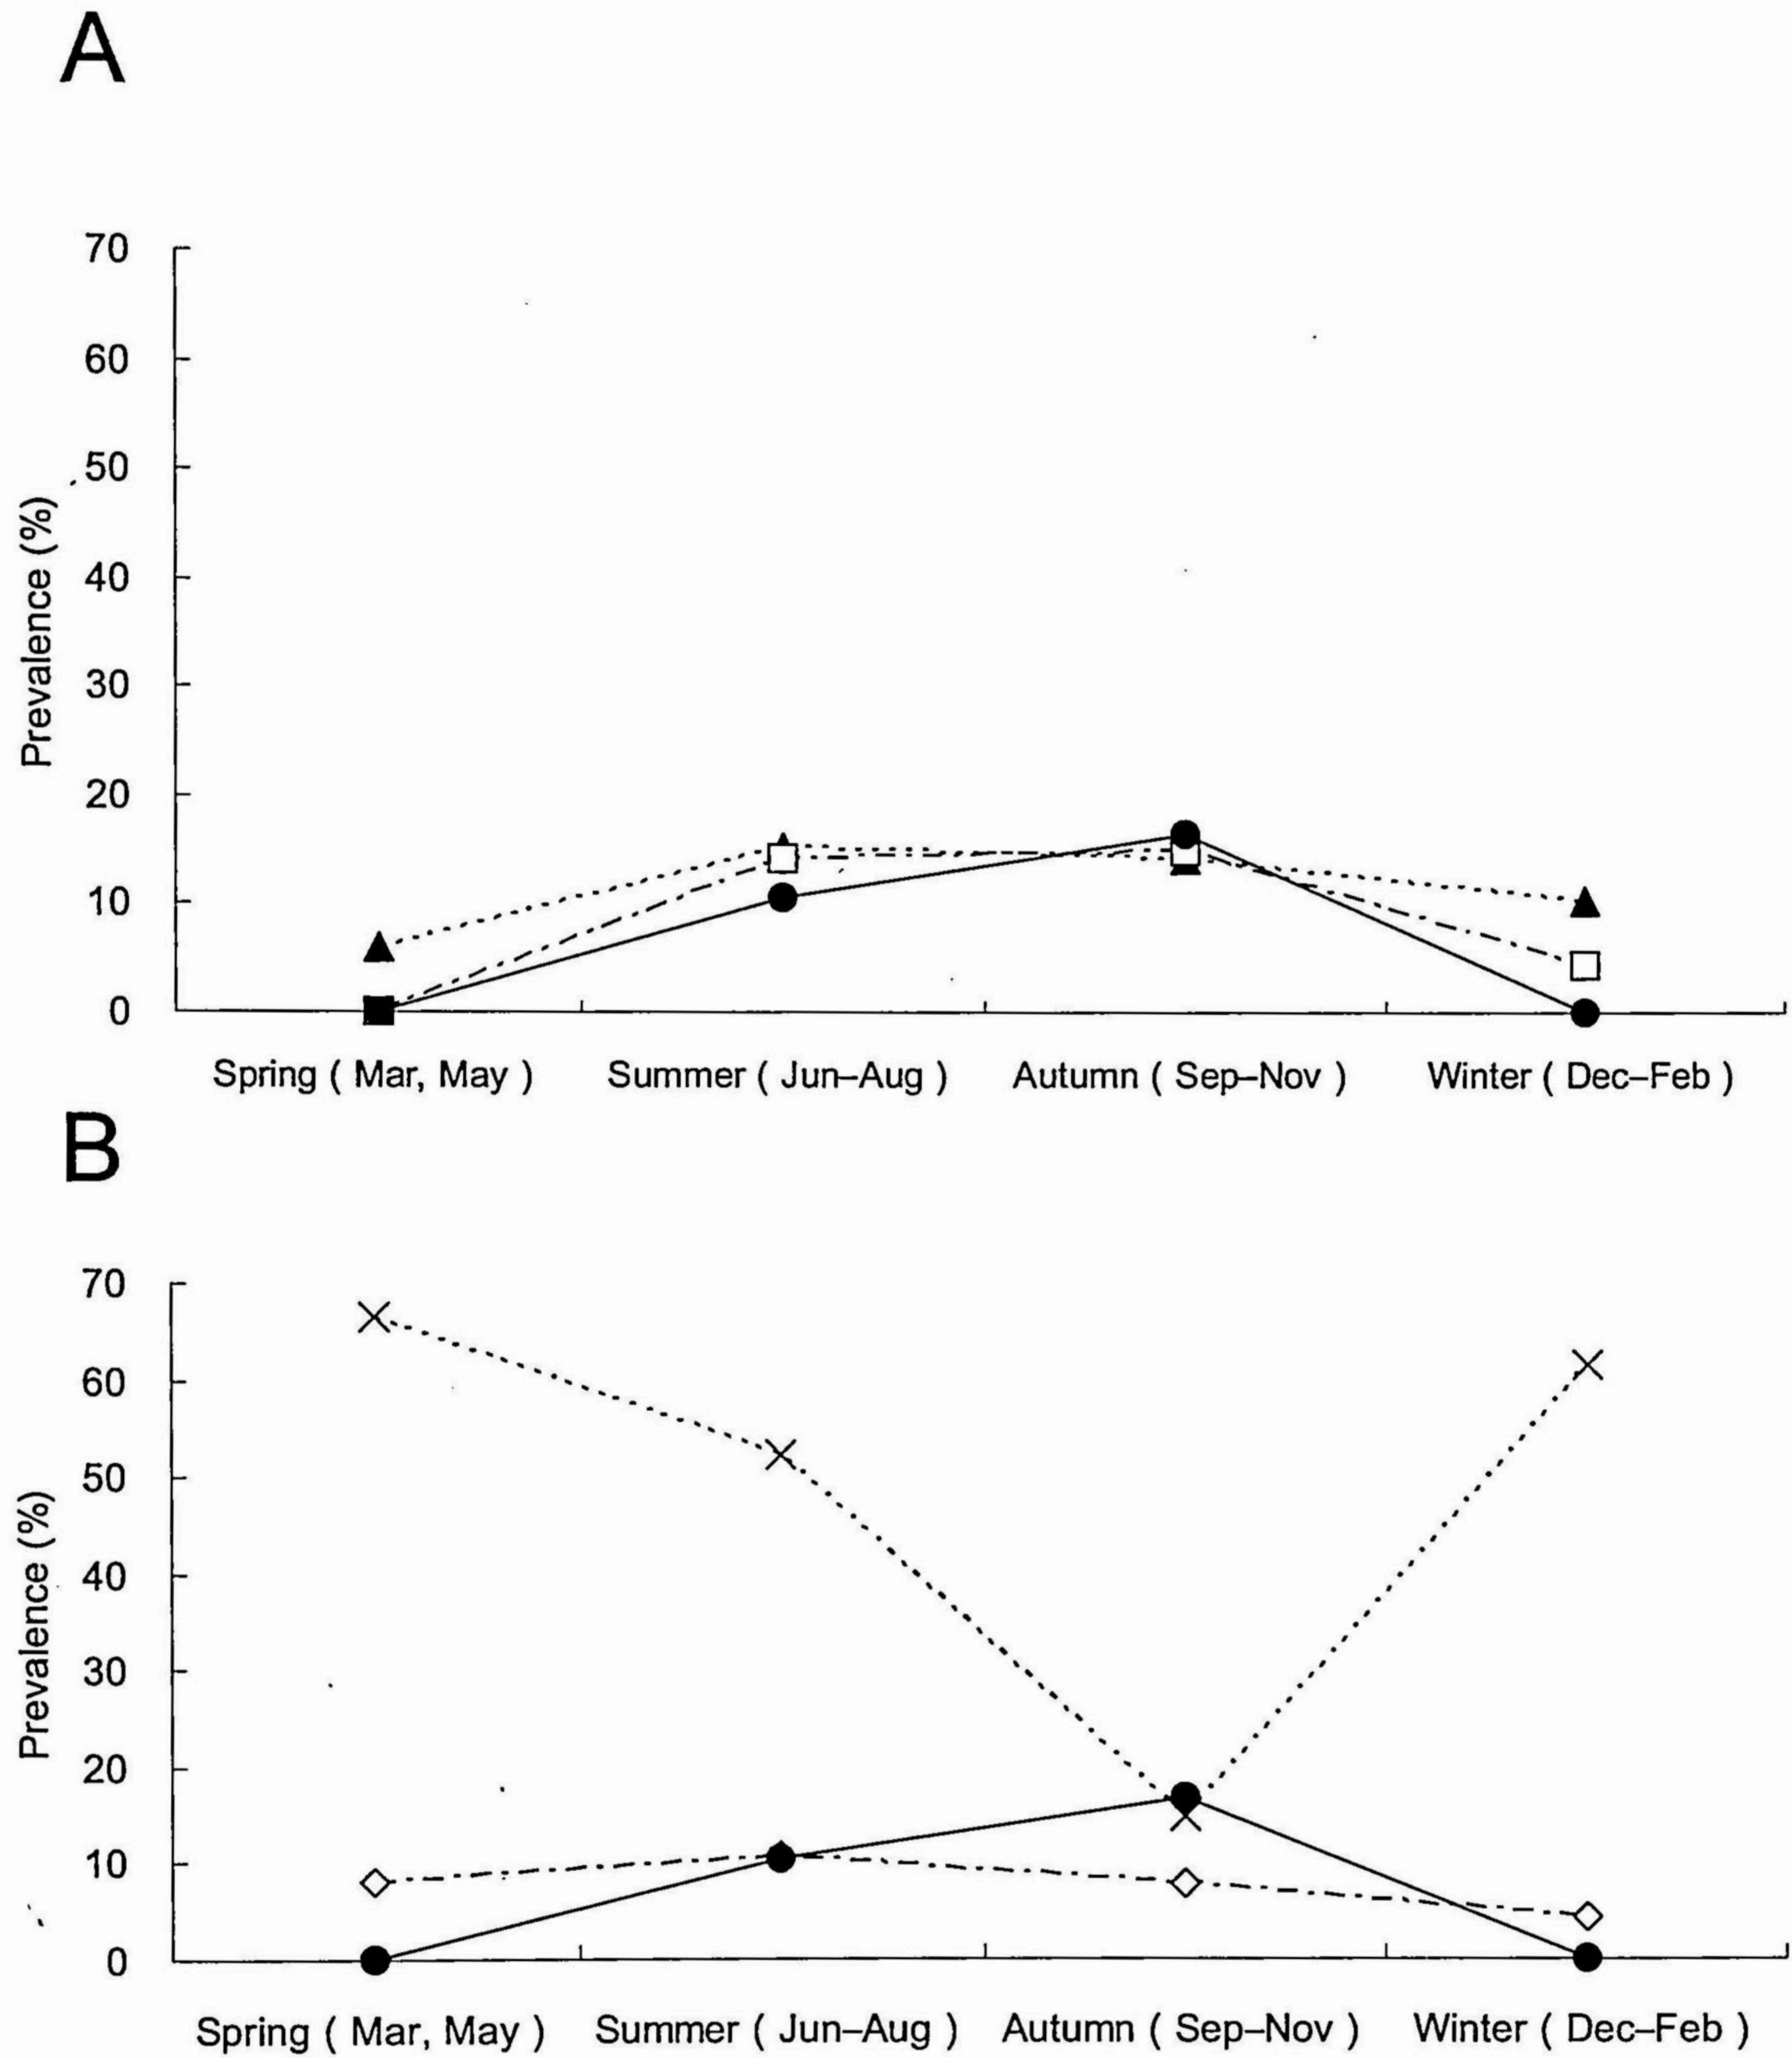 A
70
60
50
40
30
20
10
0
Prevalence (%)
Spring ( Mar, May )
Summer ( Jun–Aug )
Autumn ( Sep–Nov )
Winter ( Dec–Feb )
B
70
60
50
40
30
20
10
0
Prevalence (%)
Spring ( Mar, May )
Summer ( Jun–Aug )
Autumn ( Sep–Nov )
Winter ( Dec–Feb )